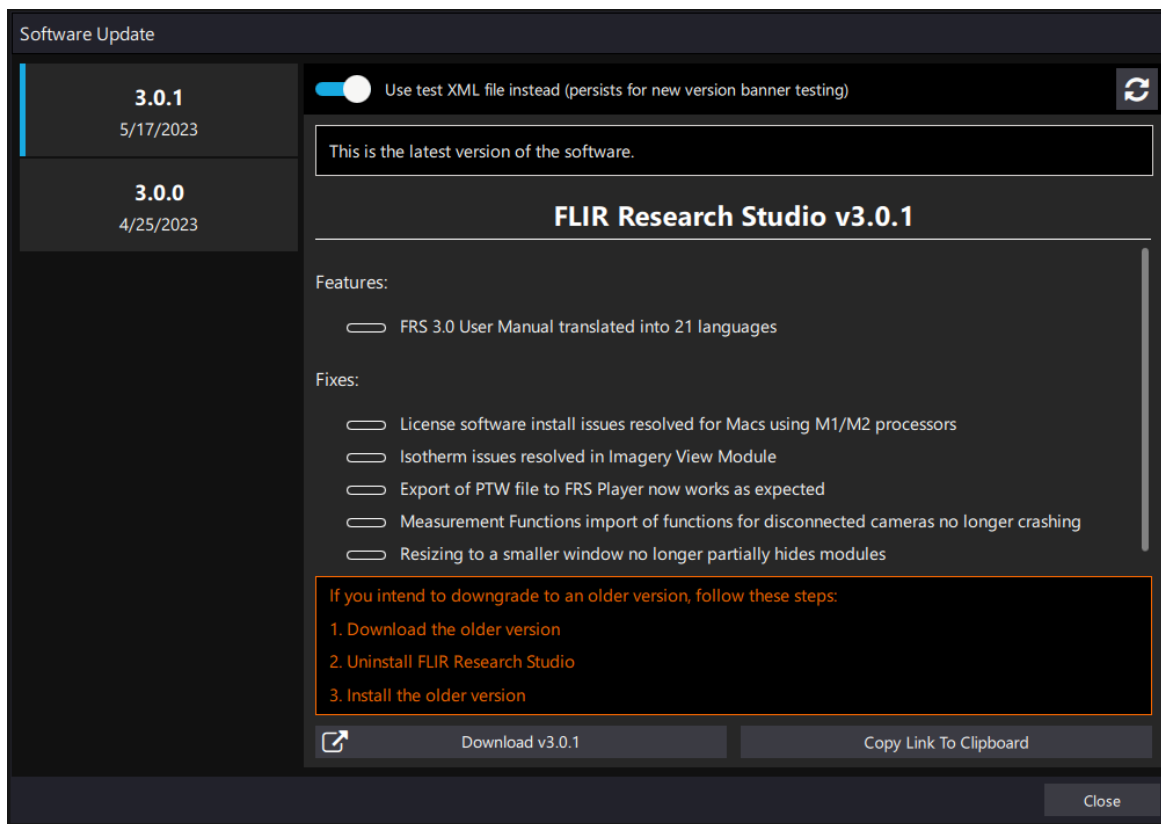 Software Update
3.0.1
5/17/2023
3.0.0
4/25/2023
Use test XML file instead (persists for new version banner testing)
This is the latest version of the software.
FLIR Research Studio v3.0.1
Features:
FRS 3.0 User Manual translated into 21 languages
Fixes:
License software install issues resolved for Macs using M1/M2 processors
Isotherm issues resolved in Imagery View Module
Export of PTW file to FRS Player now works as expected
Measurement Functions import of functions for disconnected cameras no longer crashing
Resizing to a smaller window no longer partially hides modules
If you intend to downgrade to an older version, follow these steps:
1. Download the older version
2. Uninstall FLIR Research Studio
3. Install the older version
Download v3.0.1
Copy Link To Clipboard
Close